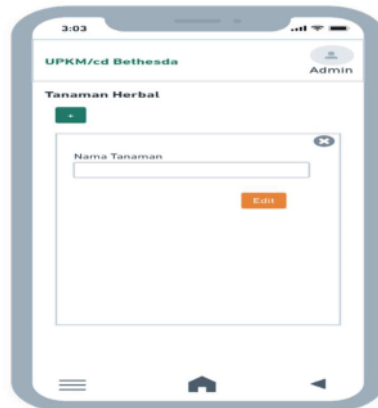 3:03
UPKM/cd Bethesda
Admin
Tanaman Herbal
+
Nama Tanaman
Edit